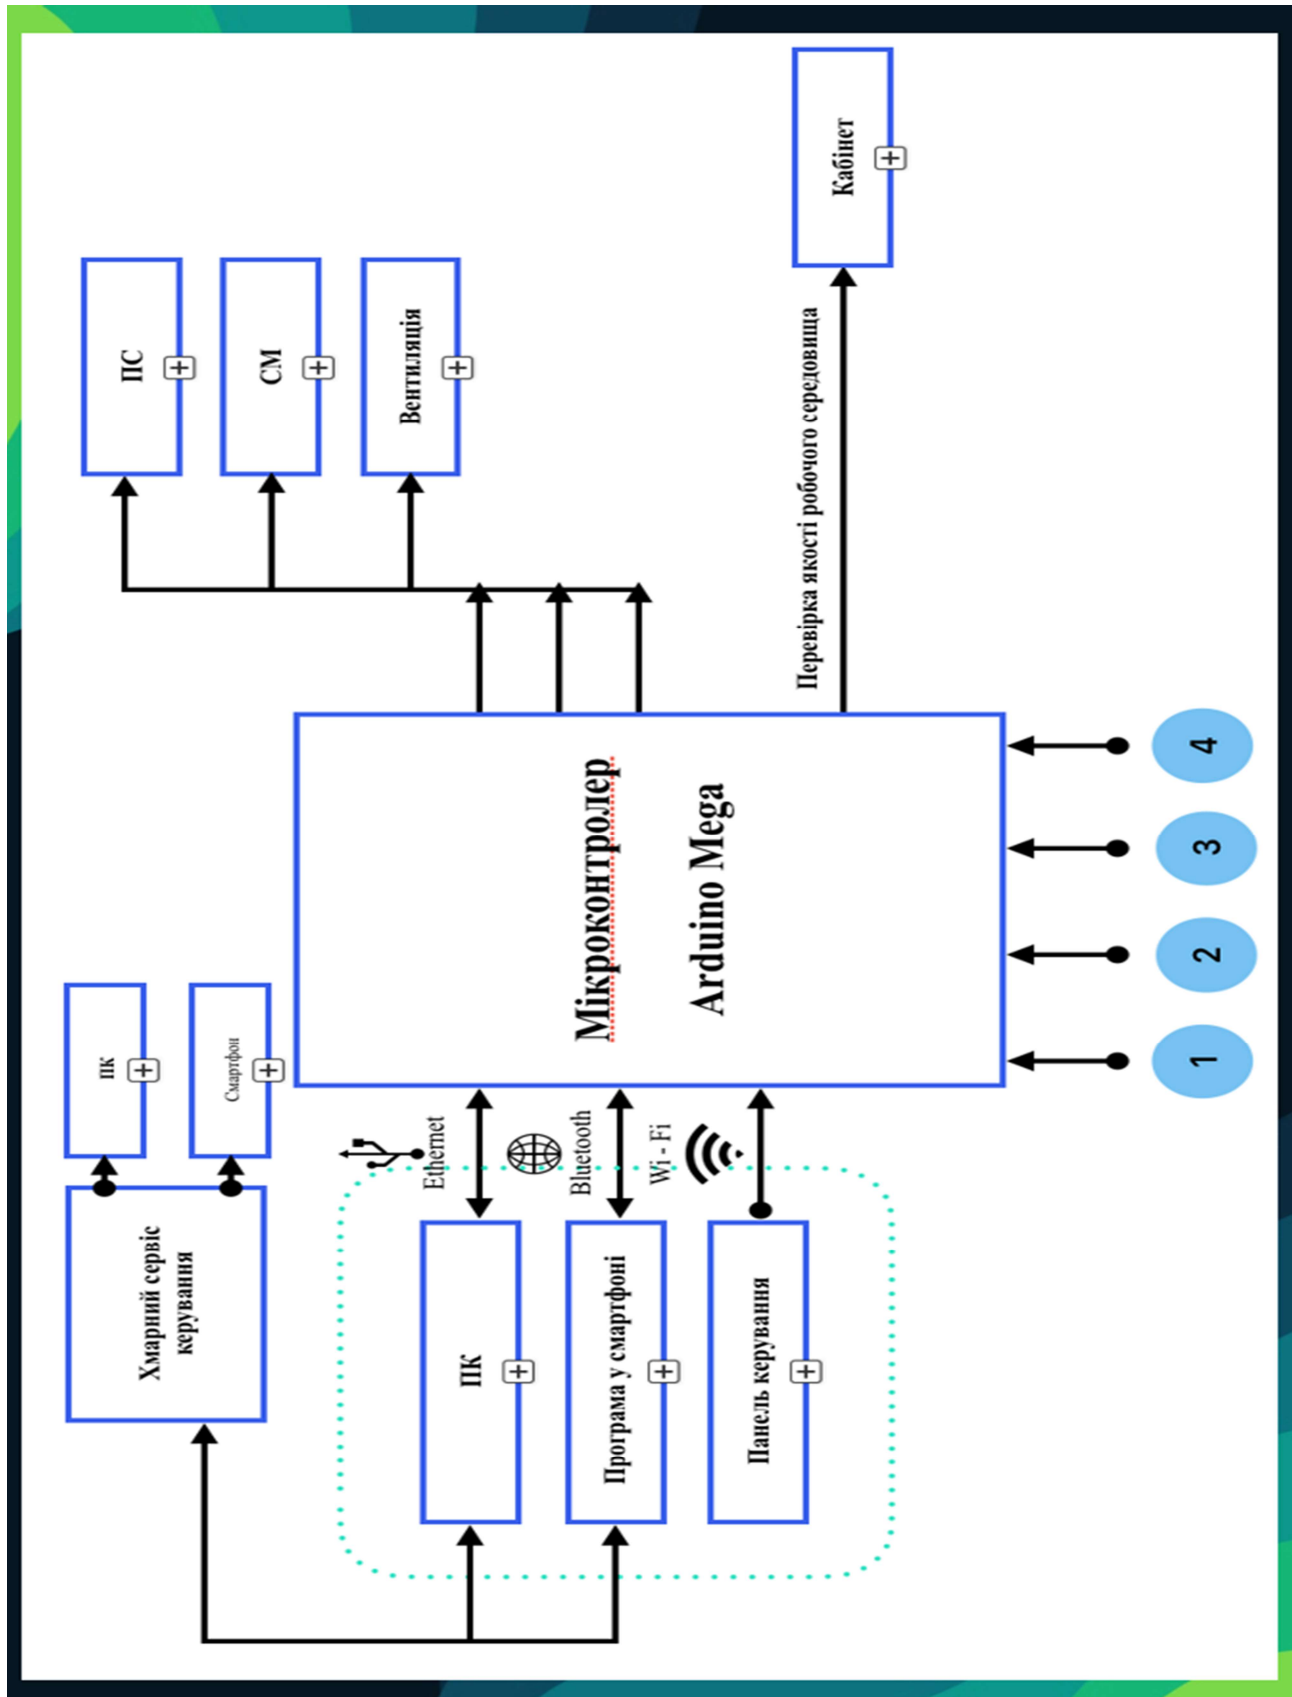 Хмарний сервіс
керування
ПК
Смартфон
ПС
СМ
Вентиляція
ПК
Програма у смартфоні
Панель керування
Ethernet
Bluetooth
Wi - Fi
Мікроконтролер
Arduino Mega
Перевірка якості робочого середовища
Кабінет
1
2
3
4